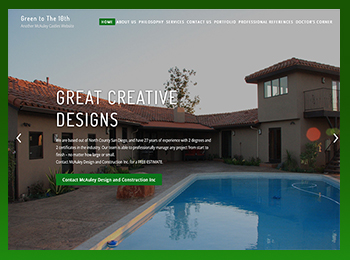 Green to The 10th
Another McAuley Custom Website
HOME ABOUT US PHILOSOPHY SERVICES CONTACT US PORTFOLIO PROFESSIONAL REFERENCES DOCTOR'S CORNER
GREAT CREATIVE
DESIGNS
We are based out of North County San Diego, and have 27 years of experience with 2 degrees and
2 certificates in the industry. Our team is able to professionally manage any project from start to
finish – no matter how large or small.
Contact McAuley Design and Construction Inc. for a FREE ESTIMATE.
Contact McAuley Design and Construction Inc